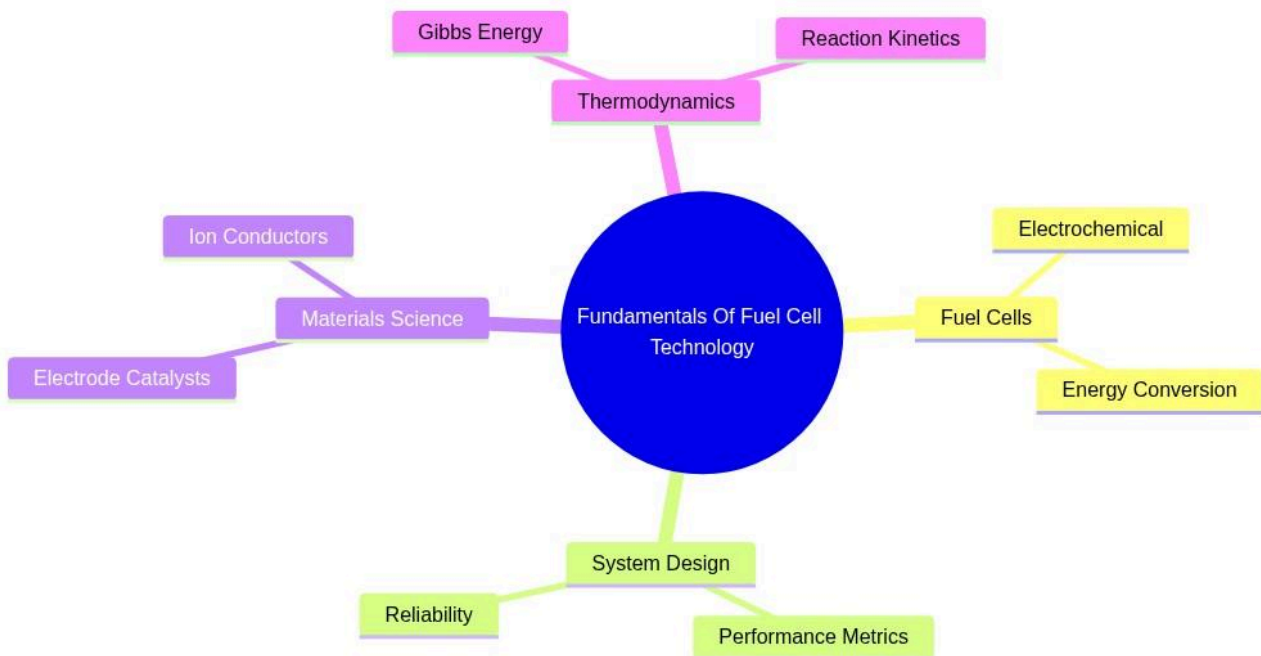 Gibbs Energy
Reaction Kinetics
Thermodynamics
Ion Conductors
Electrochemical
Materials Science
Fundamentals Of Fuel Cell
Technology
Fuel Cells
Electrode Catalysts
Energy Conversion
System Design
Reliability
Performance Metrics